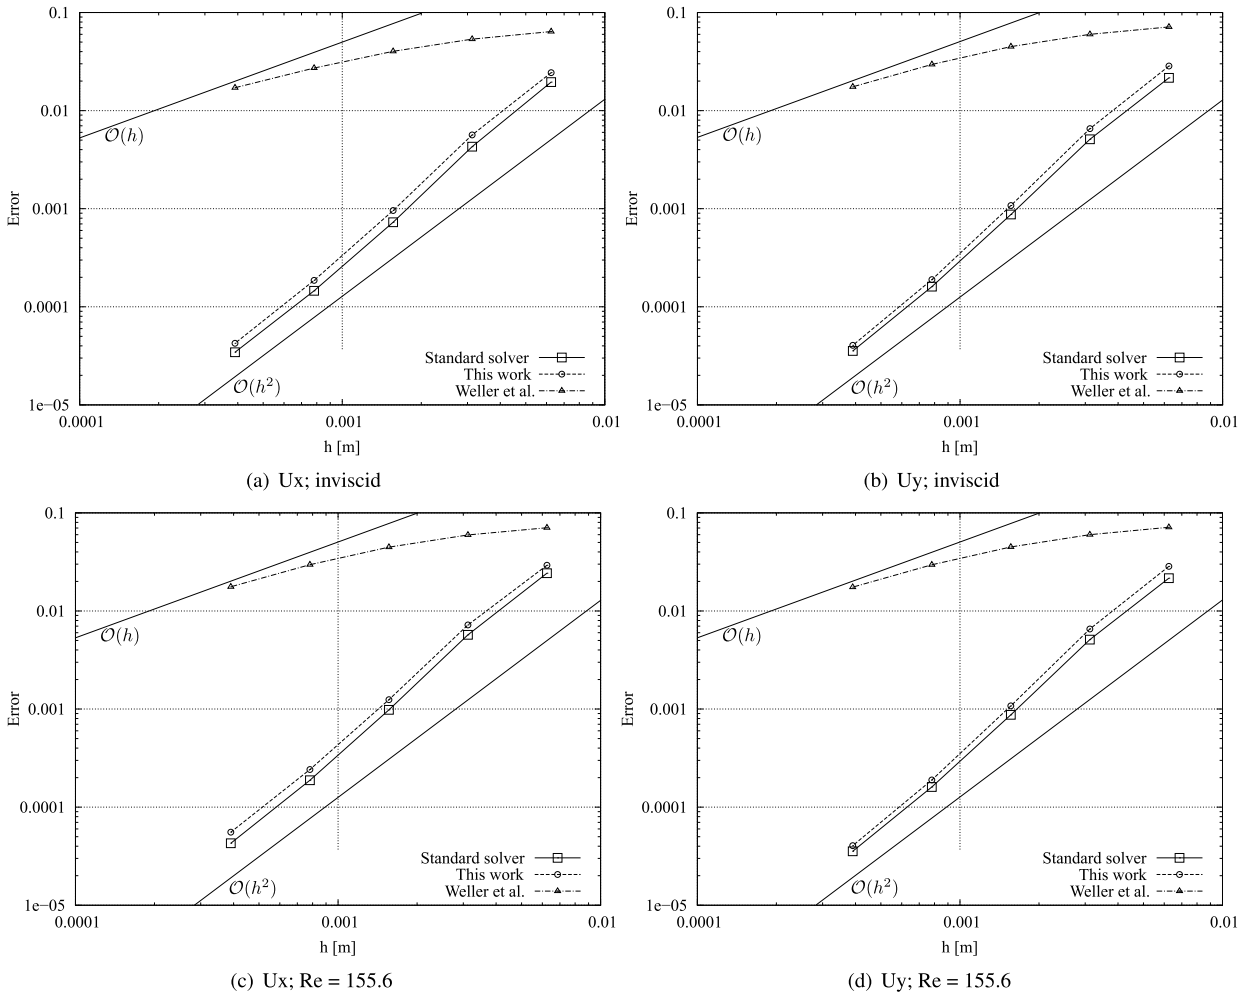 0.1
0.01
0.001
0.0001
1e−05
0.0001
0.001
0.01
Error
h [m]
O(h)
O(h²)
Standard solver
This work
Weller et al.
(a) Ux; inviscid
0.1
0.01
0.001
0.0001
1e−05
0.0001
0.001
0.01
Error
h [m]
O(h)
O(h²)
Standard solver
This work
Weller et al.
(b) Uy; inviscid
0.1
0.01
0.001
0.0001
1e−05
0.0001
0.001
0.01
Error
h [m]
O(h)
O(h²)
Standard solver
This work
Weller et al.
(c) Ux; Re = 155.6
0.1
0.01
0.001
0.0001
1e−05
0.0001
0.001
0.01
Error
h [m]
O(h)
O(h²)
Standard solver
This work
Weller et al.
(d) Uy; Re = 155.6